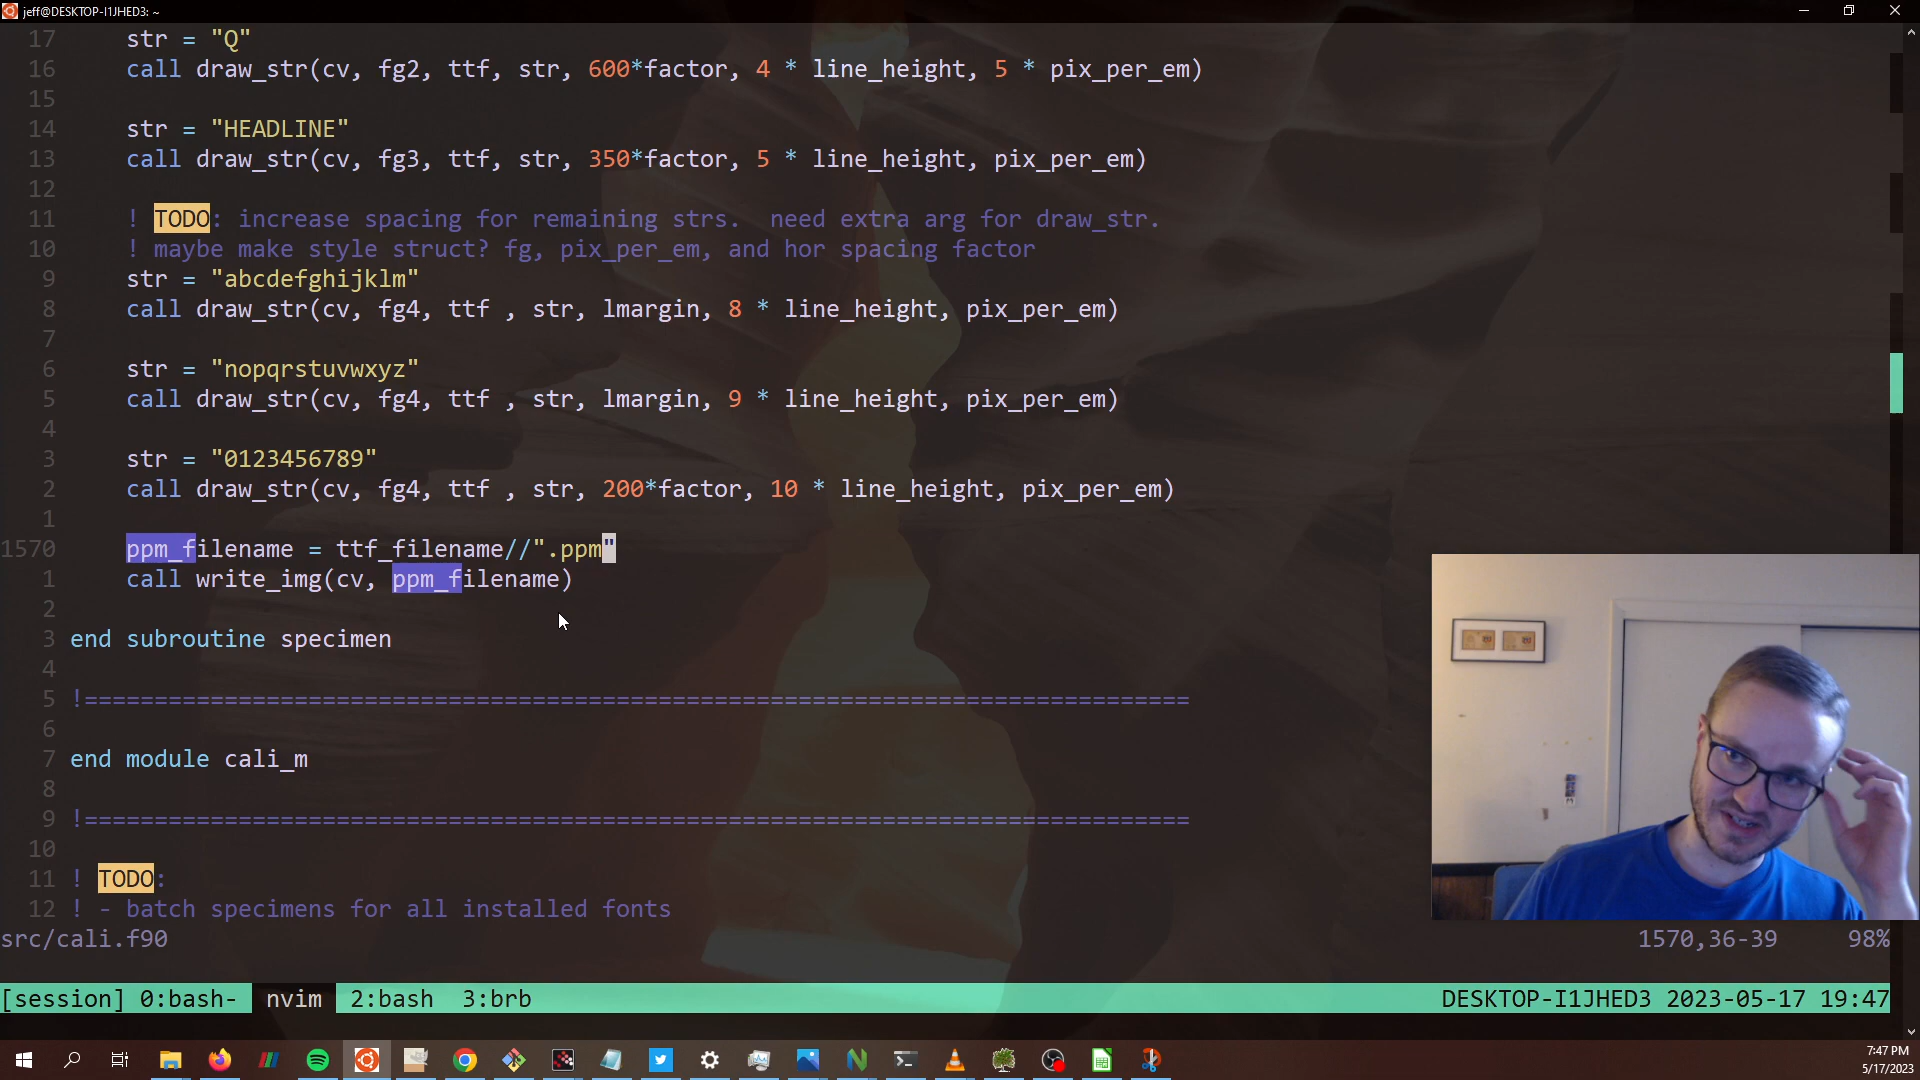 jeff@DESKTOP-I1JHED3: ~
17 str = "Q"
16 call draw_str(cv, fg2, ttf, str, 600*factor, 4 * line_height, 5 * pix_per_em)
15
14 str = "HEADLINE"
13 call draw_str(cv, fg3, ttf, str, 350*factor, 5 * line_height, pix_per_em)
12
11 ! TODO: increase spacing for remaining strs.  need extra arg for draw_str.
10 ! maybe make style struct? fg, pix_per_em, and hor spacing factor
9 str = "abcdefghijklm"
8 call draw_str(cv, fg4, ttf , str, lmargin, 8 * line_height, pix_per_em)
7
6 str = "nopqrstuvwxyz"
5 call draw_str(cv, fg4, ttf , str, lmargin, 9 * line_height, pix_per_em)
4
3 str = "0123456789"
2 call draw_str(cv, fg4, ttf , str, 200*factor, 10 * line_height, pix_per_em)
1
1570 ppm_filename = ttf_filename//".ppm"
1 call write_img(cv, ppm_filename)
2
3 end subroutine specimen
4
5 !===============================================================================
6
7 end module cali_m
8
9 !===============================================================================
10
11 ! TODO:
12 ! - batch specimens for all installed fonts
src/cali.f90 1570,36-39 98%
[session] 0:bash- nvim 2:bash 3:brb DESKTOP-I1JHED3 2023-05-17 19:47
7:47 PM
5/17/2023